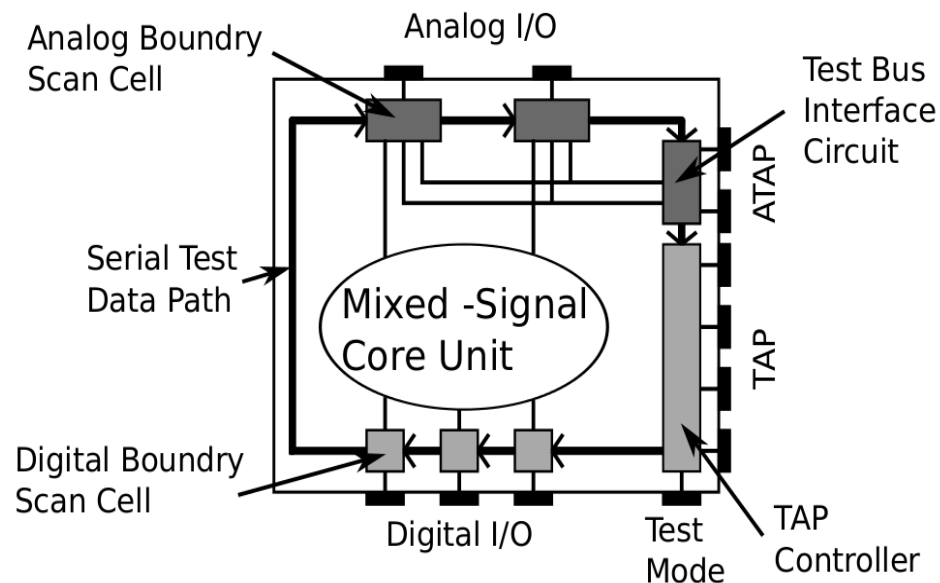 Analog I/O
Analog Boundry
Scan Cell
Test Bus
Interface
Circuit
ATAP
Serial Test
Data Path
Mixed -Signal
Core Unit
TAP
Digital Boundry
Scan Cell
Digital I/O
Test
Mode
TAP
Controller